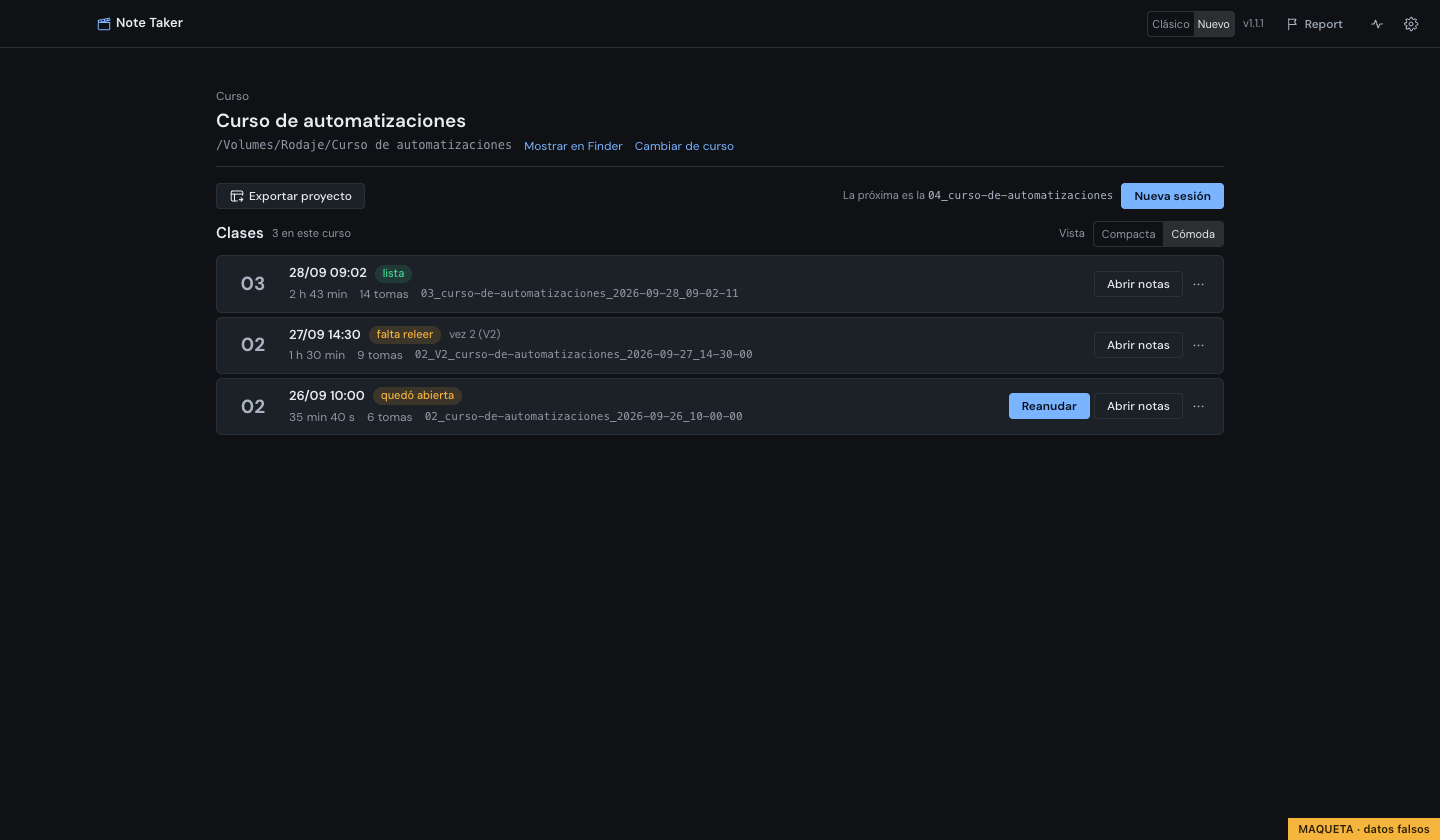 Note Taker
Clásico Nuevo v1.1.1 Report
Curso
Curso de automatizaciones
/Volumes/Rodaje/Curso de automatizaciones Mostrar en Finder Cambiar de curso
Exportar proyecto La próxima es la 04_curso-de-automatizaciones Nueva sesión
Clases 3 en este curso Vista Compacta Cómoda
03 28/09 09:02 lista
2 h 43 min 14 tomas 03_curso-de-automatizaciones_2026-09-28_09-02-11 Abrir notas ···
02 27/09 14:30 falta releer vez 2 (V2)
1 h 30 min 9 tomas 02_V2_curso-de-automatizaciones_2026-09-27_14-30-00 Abrir notas ···
02 26/09 10:00 quedó abierta
35 min 40 s 6 tomas 02_curso-de-automatizaciones_2026-09-26_10-00-00 Reanudar Abrir notas ···
MAQUETA · datos falsos